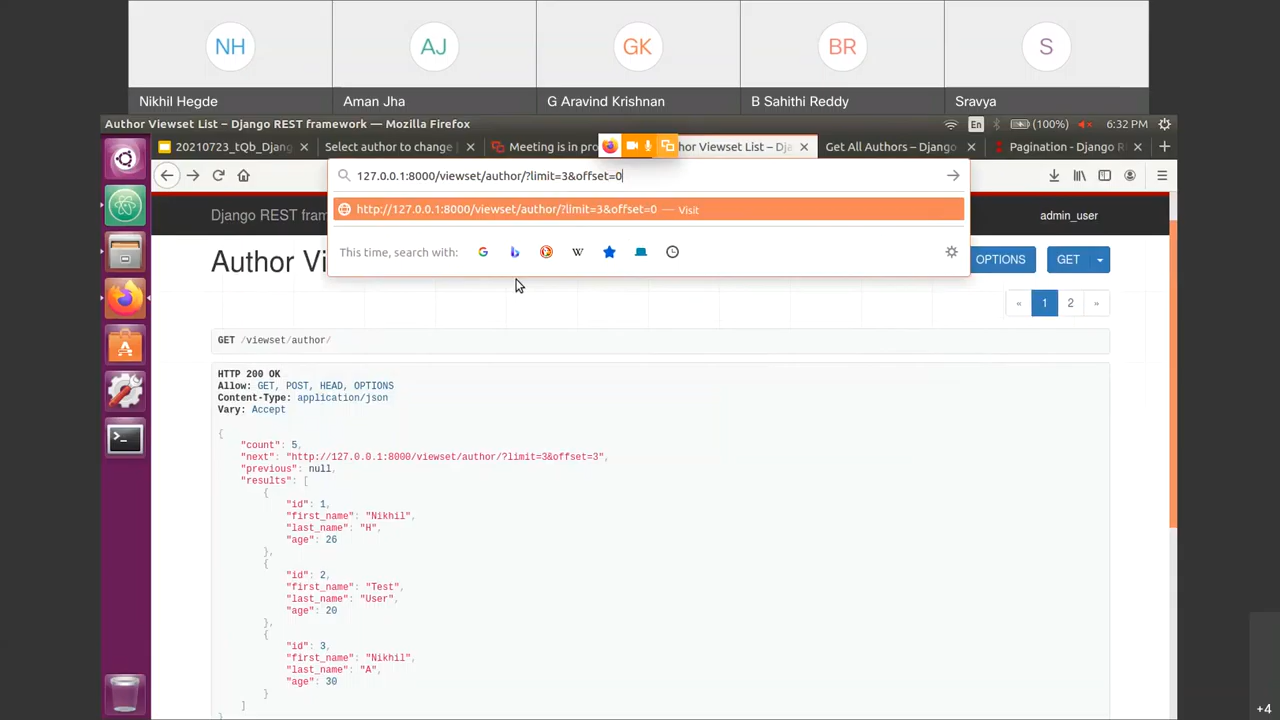 NH
AJ
GK
BR
S
Nikhil Hegde
Aman Jha
G Aravind Krishnan
B Sahithi Reddy
Sravya
Author Viewset List – Django REST framework — Mozilla Firefox
En
(100%)
6:32 PM
20210723_tQb_Djang
Select author to change |
Meeting is in pro
hor Viewset List – Dja
Get All Authors – Django
Pagination - Django R
127.0.0.1:8000/viewset/author/?limit=3&offset=0
http://127.0.0.1:8000/viewset/author/?limit=3&offset=0 — Visit
This time, search with:
Django REST fram
admin_user
Author Vi
OPTIONS
GET
«
1
2
»
GET /viewset/author/
HTTP 200 OK
Allow: GET, POST, HEAD, OPTIONS
Content-Type: application/json
Vary: Accept
{
"count": 5,
"next": "http://127.0.0.1:8000/viewset/author/?limit=3&offset=3",
"previous": null,
"results": [
{
"id": 1,
"first_name": "Nikhil",
"last_name": "H",
"age": 26
},
{
"id": 2,
"first_name": "Test",
"last_name": "User",
"age": 20
},
{
"id": 3,
"first_name": "Nikhil",
"last_name": "A",
"age": 30
}
]
}
+4